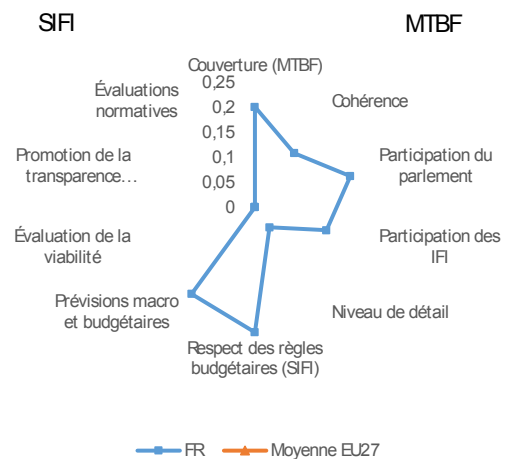 SIFI
MTBF
Couverture (MTBF)
0,25
0,2
0,15
0,1
0,05
0
Cohérence
Participation du
parlement
Participation des
IFI
Niveau de détail
Respect des règles
budgétaires (SIFI)
Prévisions macro
et budgétaires
Évaluation de la
viabilité
Promotion de la
transparence…
Évaluations
normatives
FR
Moyenne EU27